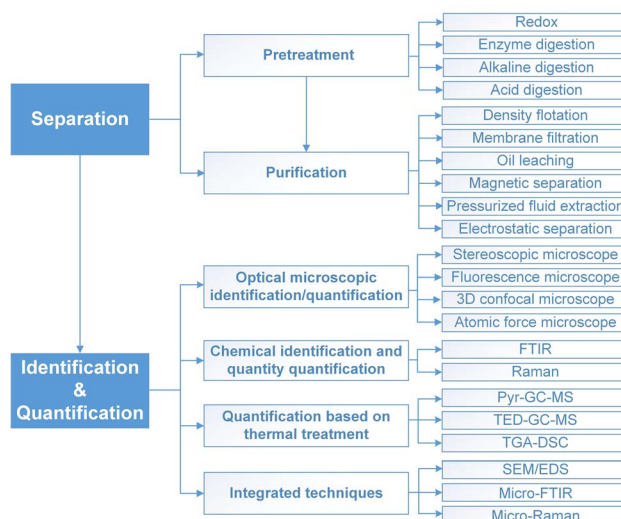 Separation
Pretreatment
Redox
Enzyme digestion
Alkaline digestion
Acid digestion
Purification
Density flotation
Membrane filtration
Oil leaching
Magnetic separation
Pressurized fluid extraction
Electrostatic separation
Identification
&
Quantification
Optical microscopic
identification/quantification
Stereoscopic microscope
Fluorescence microscope
3D confocal microscope
Atomic force microscope
Chemical identification and
quantity quantification
FTIR
Raman
Quantification based on
thermal treatment
Pyr-GC-MS
TED-GC-MS
TGA-DSC
Integrated techniques
SEM/EDS
Micro-FTIR
Micro-Raman